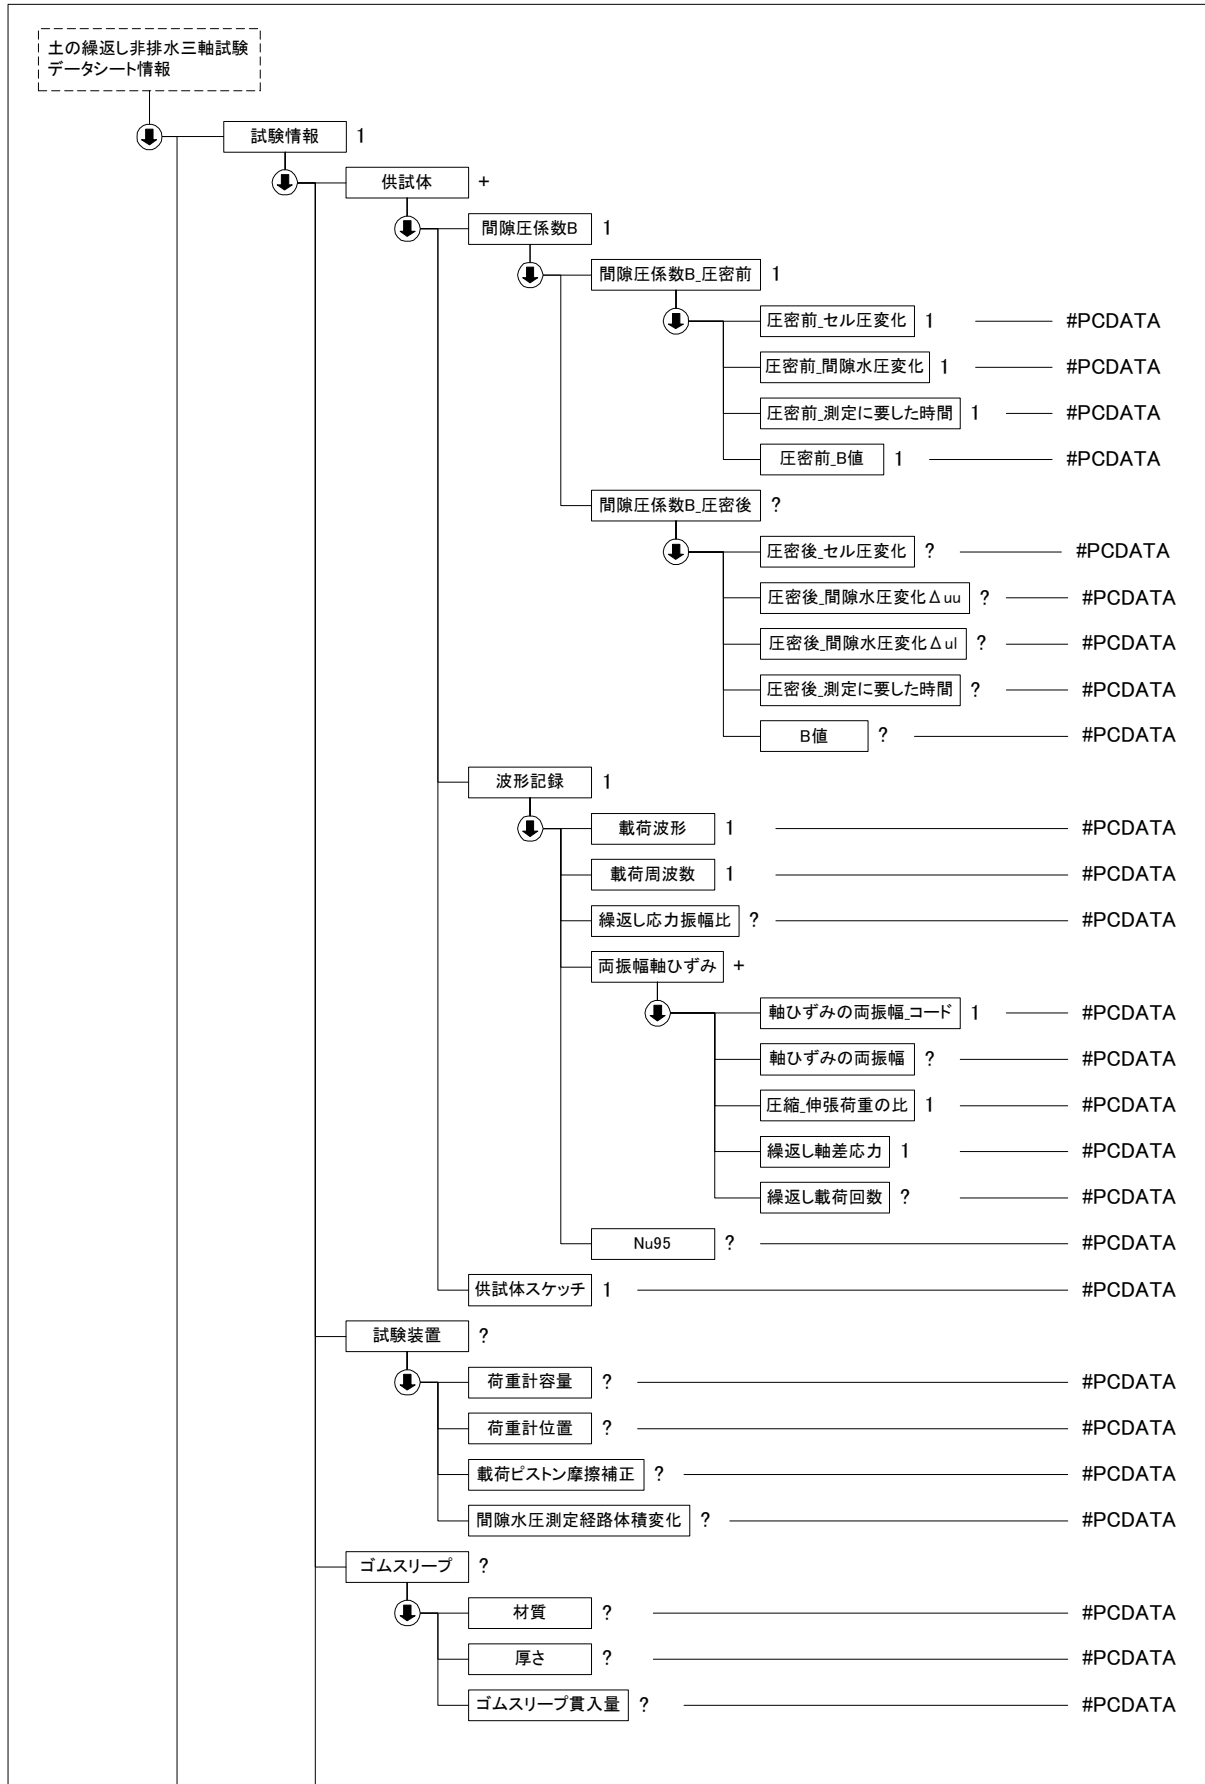 土の繰返し非排水三軸試験
データシート情報
試験情報 1
供試体 +
間隙圧係数B 1
間隙圧係数B_圧密前 1
圧密前_セル圧変化 1 #PCDATA
圧密前_間隙水圧変化 1 #PCDATA
圧密前_測定に要した時間 1 #PCDATA
圧密前_B値 1 #PCDATA
間隙圧係数B_圧密後 ?
圧密後_セル圧変化 ? #PCDATA
圧密後_間隙水圧変化Δuu ? #PCDATA
圧密後_間隙水圧変化Δul ? #PCDATA
圧密後_測定に要した時間 ? #PCDATA
B値 ? #PCDATA
波形記録 1
載荷波形 1 #PCDATA
載荷周波数 1 #PCDATA
繰返し応力振幅比 ? #PCDATA
両振幅軸ひずみ +
軸ひずみの両振幅_コード 1 #PCDATA
軸ひずみの両振幅 ? #PCDATA
圧縮_伸張荷重の比 1 #PCDATA
繰返し軸差応力 1 #PCDATA
繰返し載荷回数 ? #PCDATA
Nu95 ? #PCDATA
供試体スケッチ 1 #PCDATA
試験装置 ?
荷重計容量 ? #PCDATA
荷重計位置 ? #PCDATA
載荷ピストン摩擦補正 ? #PCDATA
間隙水圧測定経路体積変化 ? #PCDATA
ゴムスリーブ ?
材質 ? #PCDATA
厚さ ? #PCDATA
ゴムスリーブ貫入量 ? #PCDATA